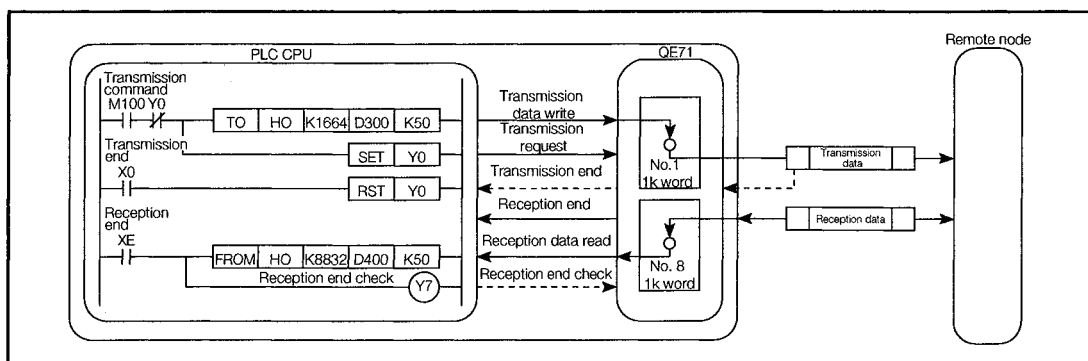 PLC CPU
QE71
Remote node
Transmission
command
M100 Y0
TO HO K1664 D300 K50
Transmission
data write
Transmission
request
SET Y0
Transmission
end
X0
RST Y0
Transmission end
No.1
1k word
Transmission
data
Reception
end
XE
Reception end
FROM HO K8832 D400 K50
Reception data read
Reception end check
Y7
Reception end check
No. 8
1k word
Reception data